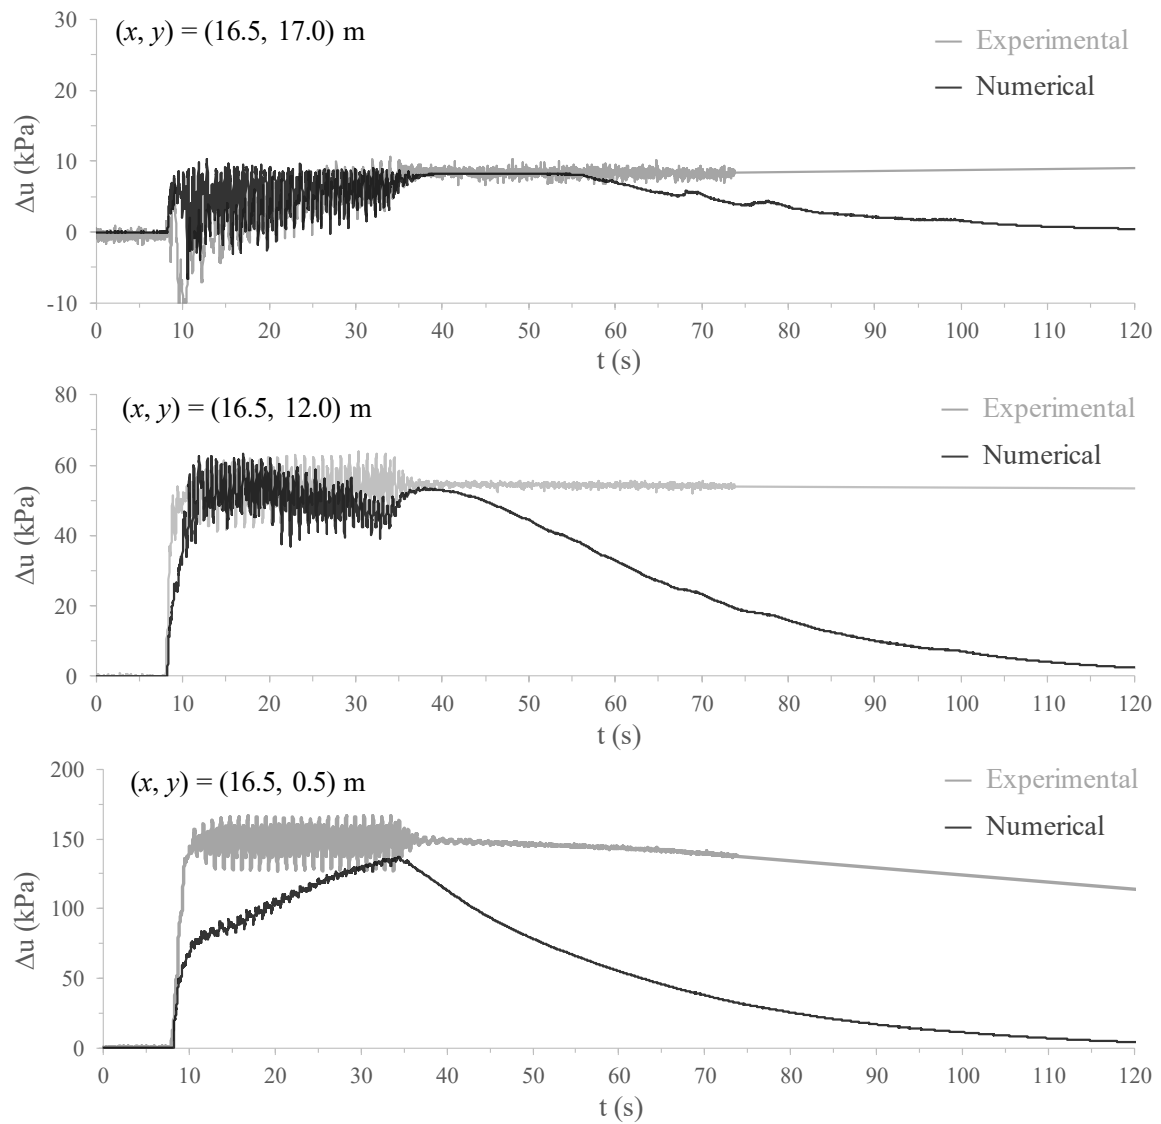 (x, y) = (16.5, 17.0) m
Experimental
Numerical
Δu (kPa)
30
20
10
0
-10
0 10 20 30 40 50 60 70 80 90 100 110 120
t (s)
(x, y) = (16.5, 12.0) m
Experimental
Numerical
Δu (kPa)
80
60
40
20
0
0 10 20 30 40 50 60 70 80 90 100 110 120
t (s)
(x, y) = (16.5, 0.5) m
Experimental
Numerical
Δu (kPa)
200
150
100
50
0
0 10 20 30 40 50 60 70 80 90 100 110 120
t (s)